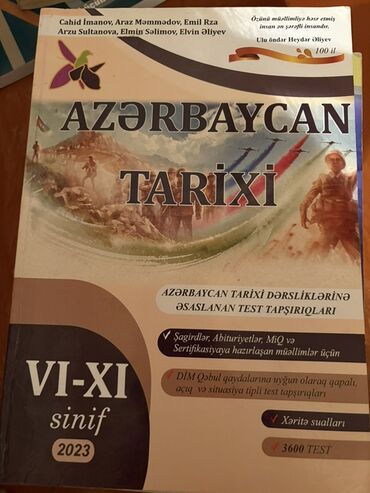 Cahid İmanov, Araz Məmmədov, Emil Rza
Arzu Sultanova, Elmin Səlimov, Elvin Əliyev
Özünü müəllimliyə həsr etmiş
insan ən şərəfli insandır.
Ulu öndər Heydər Əliyev
100 il
AZƏRBAYCAN
TARİXİ
AZƏRBAYCAN TARİXİ DƏRSLİKLƏRİNƏ
ƏSASLANAN TEST TAPŞIRIQLARI
Şagirdlər, Abituriyetlər, MiQ və
Sertifikasiyaya hazırlaşan müəllimlər üçün
DİM Qəbul qaydalarına uyğun olaraq qapalı,
açıq və situasiya tipli test tapşırıqları
Xəritə sualları
3600 TEST
VI-XI
sinif
2023